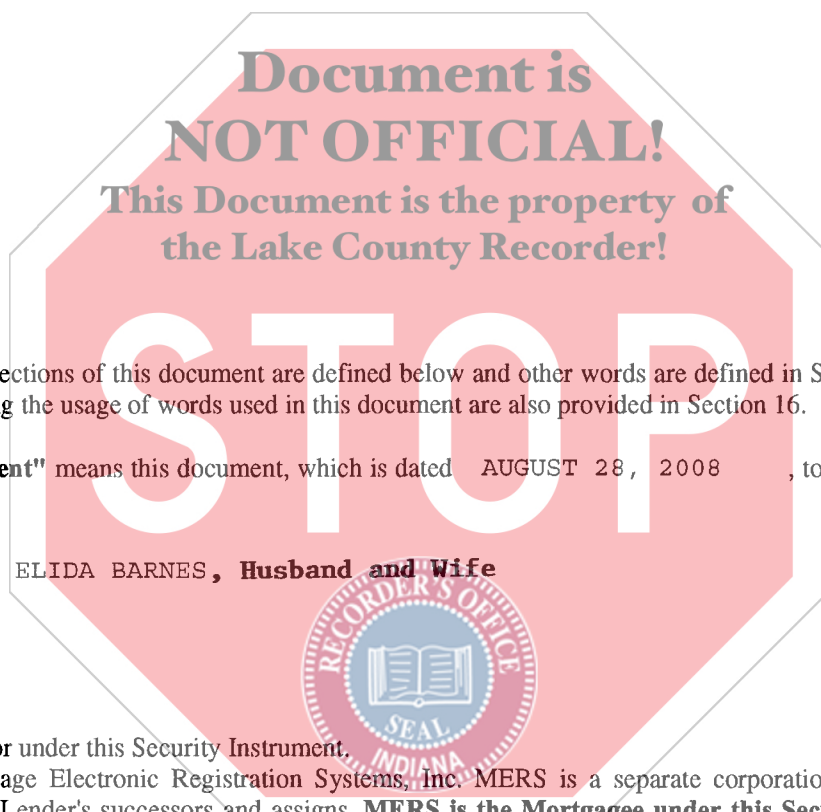 Document is
NOT OFFICIAL!
This Document is the property of
the Lake County Recorder!
STOP
ections of this document are defined below and other words are defined in S
g the usage of words used in this document are also provided in Section 16.
ent" means this document, which is dated AUGUST 28, 2008 , to
ELIDA BARNES, Husband and Wife
RECORDER'S OFFICE
SEAL
INDIANA
or under this Security Instrument.
age Electronic Registration Systems, Inc. MERS is a separate corporatio
Lender's successors and assigns. MERS is the Mortgagee under this Sec